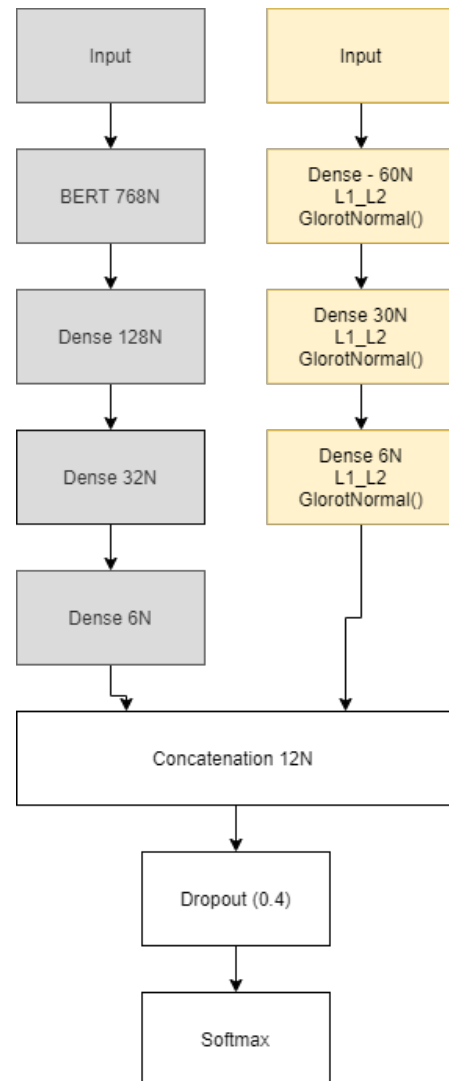 Input
Input
BERT 768N
Dense - 60N
L1_L2
GlorotNormal()
Dense 128N
Dense 30N
L1_L2
GlorotNormal()
Dense 32N
Dense 6N
L1_L2
GlorotNormal()
Dense 6N
Concatenation 12N
Dropout (0.4)
Softmax